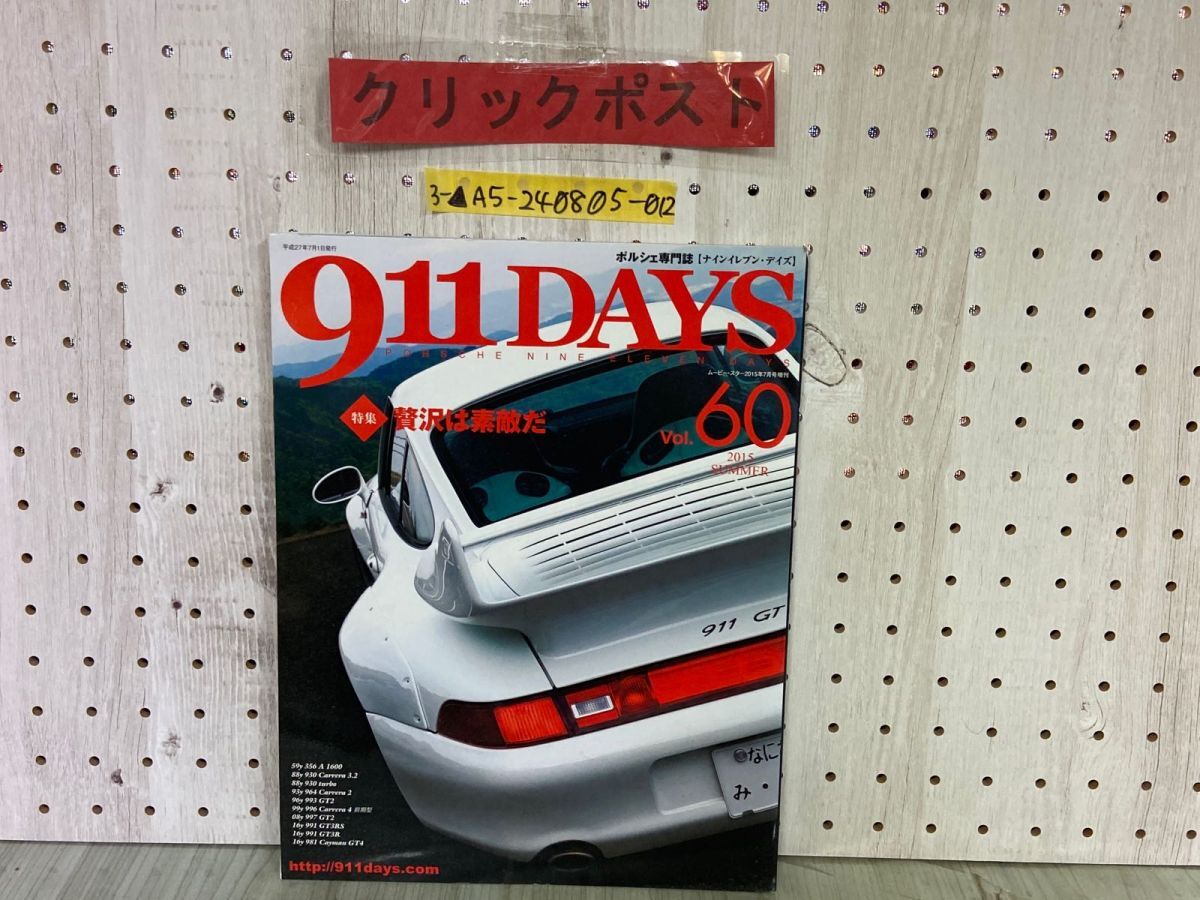 クリックポスト
3-▲A5-240805-012
平成27年7月1日発行
ポルシェ専門誌【ナインイレブン・デイズ】
911DAYS
PORSCHE NINE ELEVEN DAYS
ムービー・スター2015年7月号増刊
特集 贅沢は素敵だ
Vol.60
2015
SUMMER
911 GT
なに
み・
59y 356 A 1600
88y 930 Carrera 3.2
88y 930 turbo
93y 964 Carrera 2
96y 993 GT2
99y 996 Carrera 4 前期型
08y 997 GT2
16y 991 GT3RS
16y 991 GT3R
16y 981 Cayman GT4
http://911days.com